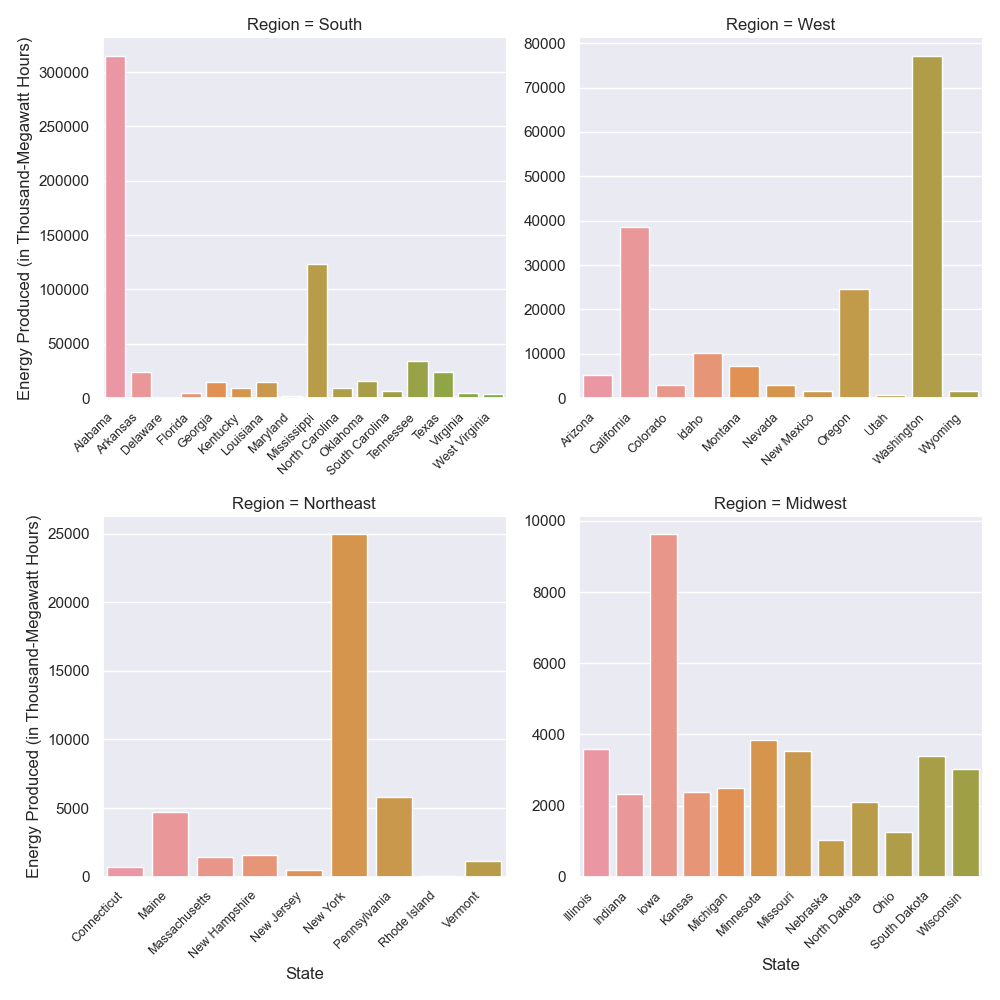 Region = South
Energy Produced (in Thousand-Megawatt Hours)
300000
250000
200000
150000
100000
50000
0
Alabama
Arkansas
Delaware
Florida
Georgia
Kentucky
Louisiana
Maryland
Mississippi
North Carolina
Oklahoma
South Carolina
Tennessee
Texas
Virginia
West Virginia
Region = West
80000
70000
60000
50000
40000
30000
20000
10000
0
Arizona
California
Colorado
Idaho
Montana
Nevada
New Mexico
Oregon
Utah
Washington
Wyoming
Region = Northeast
Energy Produced (in Thousand-Megawatt Hours)
25000
20000
15000
10000
5000
0
Connecticut
Maine
Massachusetts
New Hampshire
New Jersey
New York
Pennsylvania
Rhode Island
Vermont
State
Region = Midwest
10000
8000
6000
4000
2000
0
Illinois
Indiana
Iowa
Kansas
Michigan
Minnesota
Missouri
Nebraska
North Dakota
Ohio
South Dakota
Wisconsin
State